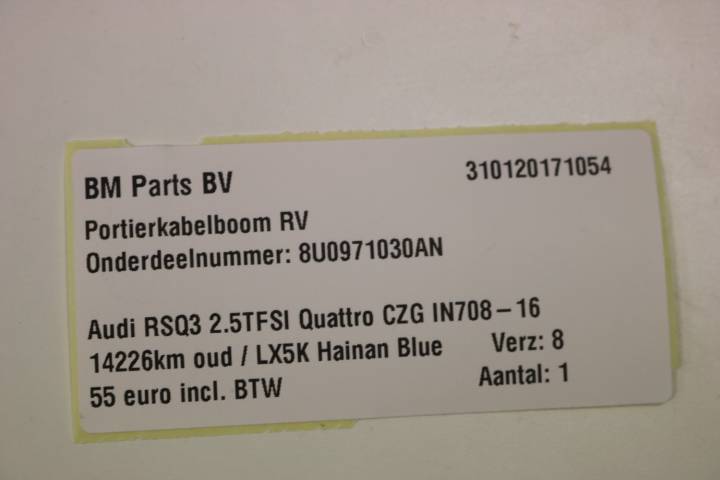 BM Parts BV 310120171054
Portierkabelboom RV
Onderdeelnummer: 8U0971030AN
Audi RSQ3 2.5TFSI Quattro CZG IN708-16
14226km oud / LX5K Hainan Blue Verz: 8
55 euro incl. BTW Aantal: 1